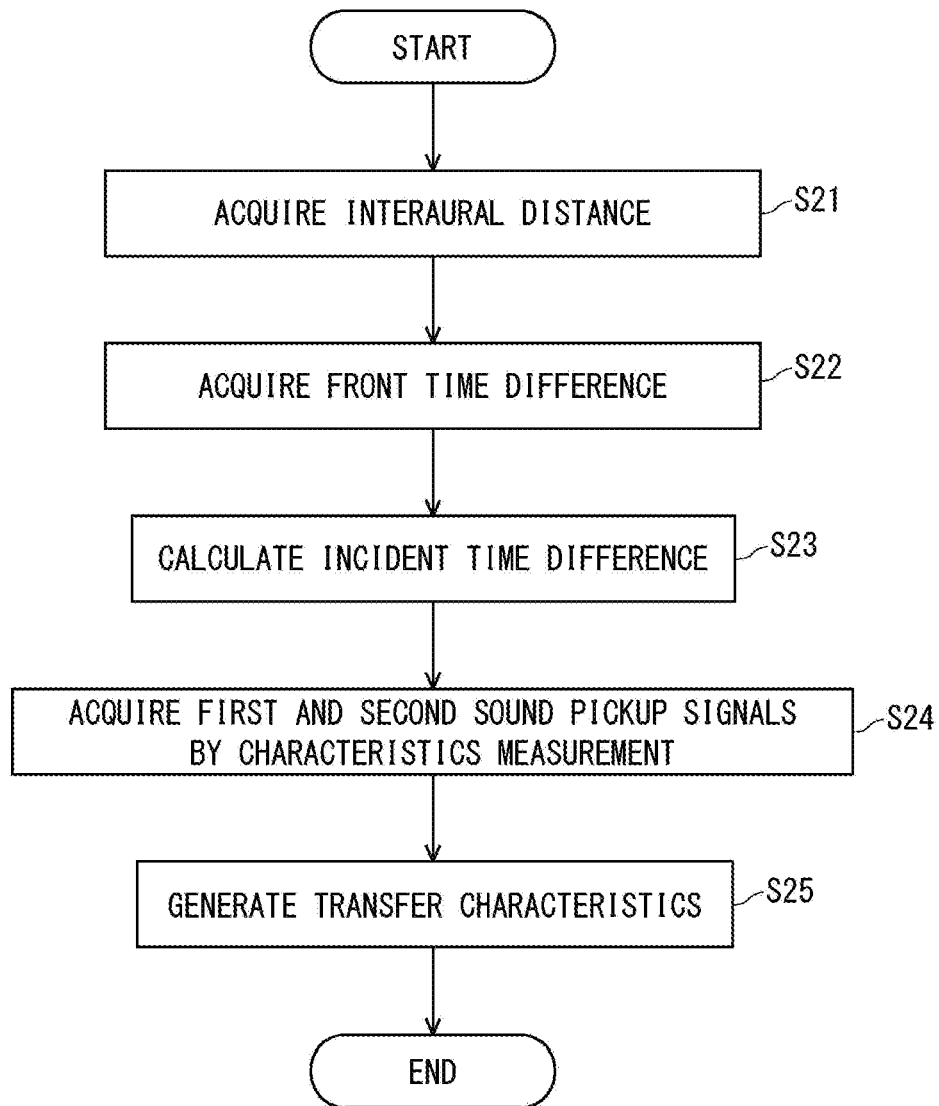 START
ACQUIRE INTERAURAL DISTANCE
S21
ACQUIRE FRONT TIME DIFFERENCE
S22
CALCULATE INCIDENT TIME DIFFERENCE
S23
ACQUIRE FIRST AND SECOND SOUND PICKUP SIGNALS
BY CHARACTERISTICS MEASUREMENT
S24
GENERATE TRANSFER CHARACTERISTICS
S25
END